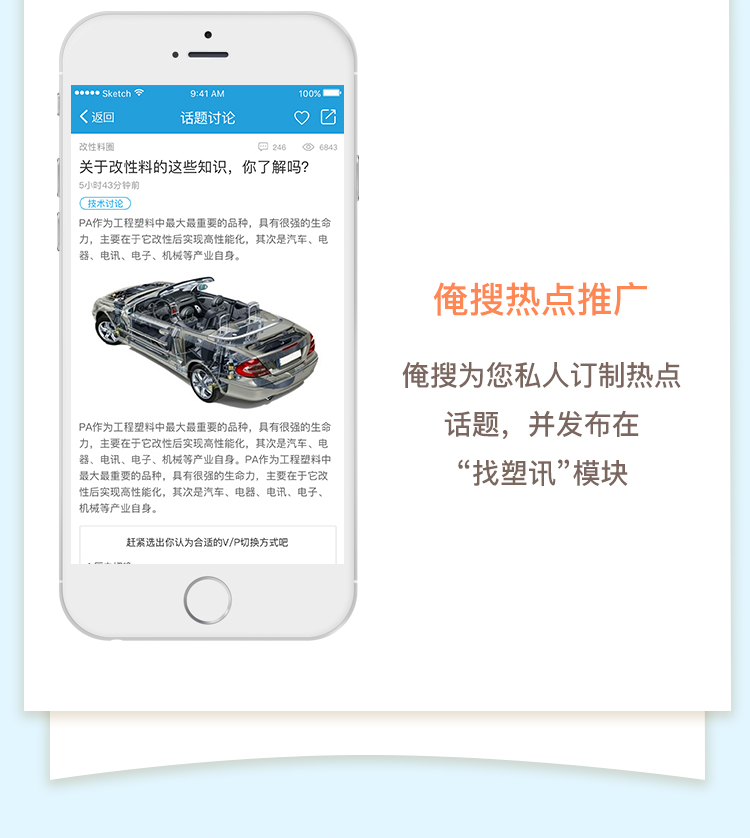 Sketch 9:41 AM 100%
返回 话题讨论
改性料圈 246 6843
关于改性料的这些知识，你了解吗？
5小时43分钟前
技术讨论
PA作为工程塑料中最大最重要的品种，具有很强的生命
力，主要在于它改性后实现高性能化，其次是汽车、电
器、电讯、电子、机械等产业自身。
PA作为工程塑料中最大最重要的品种，具有很强的生命
力，主要在于它改性后实现高性能化，其次是汽车、电
器、电讯、电子、机械等产业自身。PA作为工程塑料中
最大最重要的品种，具有很强的生命力，主要在于它改
性后实现高性能化，其次是汽车、电器、电讯、电子、
机械等产业自身。
赶紧选出你认为合适的V/P切换方式吧
俺搜热点推广
俺搜为您私人订制热点
话题，并发布在
“找塑讯”模块